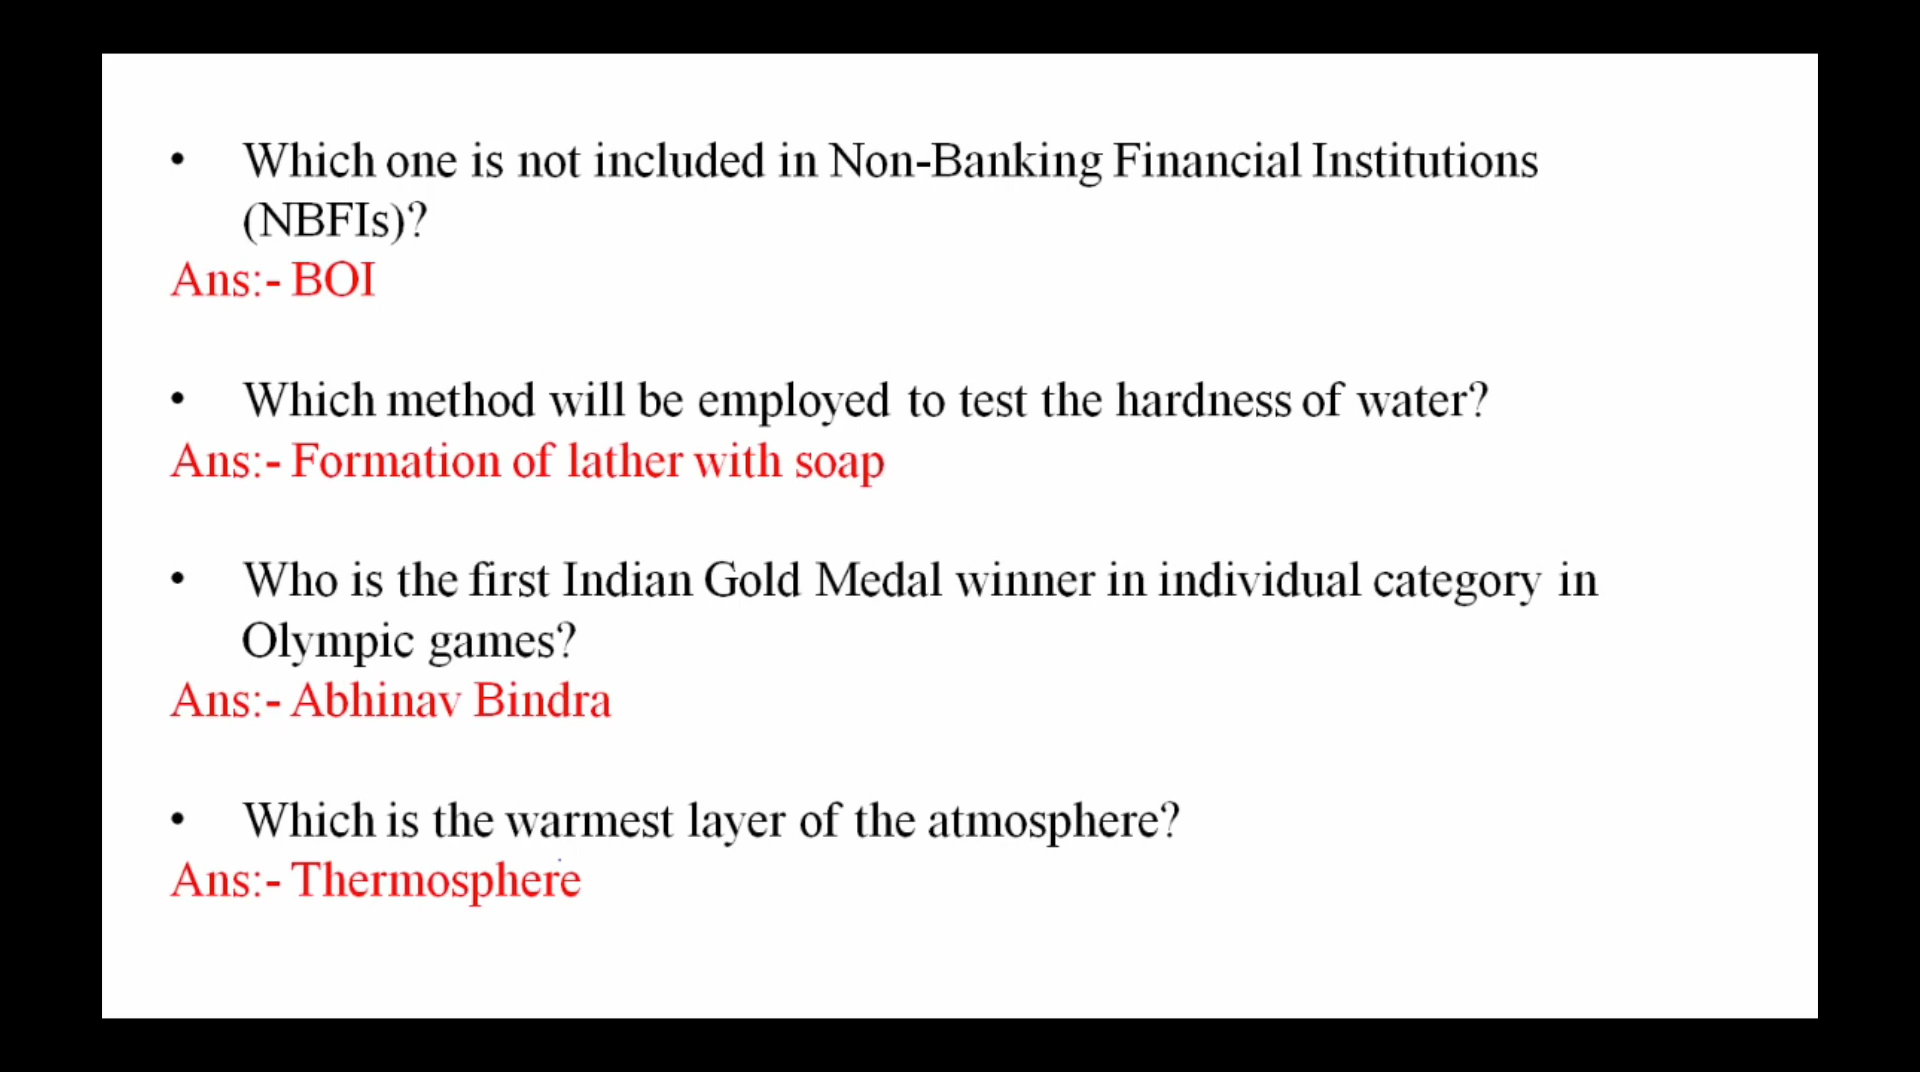 • Which one is not included in Non-Banking Financial Institutions
(NBFIs)?
Ans:- BOI
• Which method will be employed to test the hardness of water?
Ans:- Formation of lather with soap
• Who is the first Indian Gold Medal winner in individual category in
Olympic games?
Ans:- Abhinav Bindra
• Which is the warmest layer of the atmosphere?
Ans:- Thermosphere